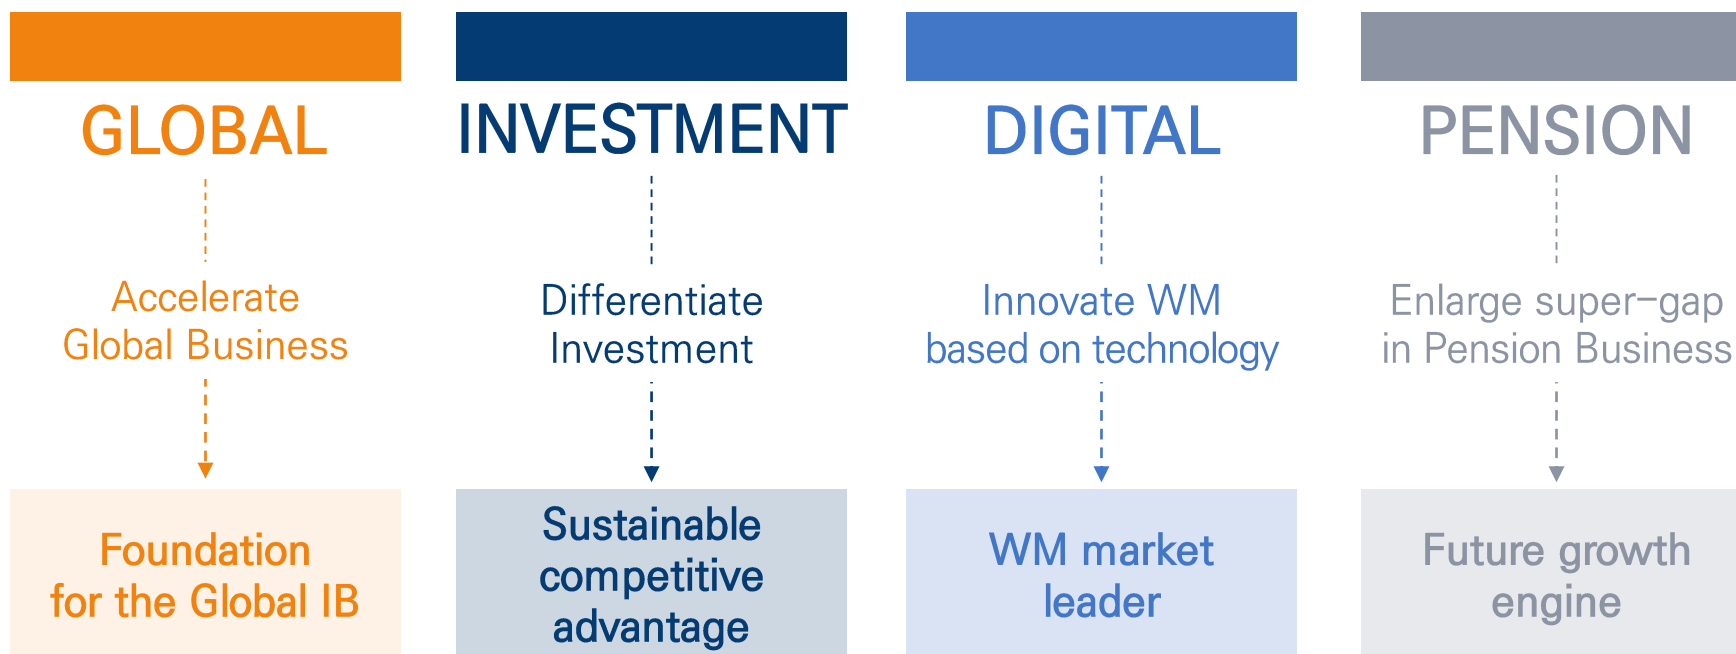 GLOBAL
Accelerate
Global Business
Foundation
for the Global IB
INVESTMENT
Differentiate
Investment
Sustainable
competitive
advantage
DIGITAL
Innovate WM
based on technology
WM market
leader
PENSION
Enlarge super-gap
in Pension Business
Future growth
engine